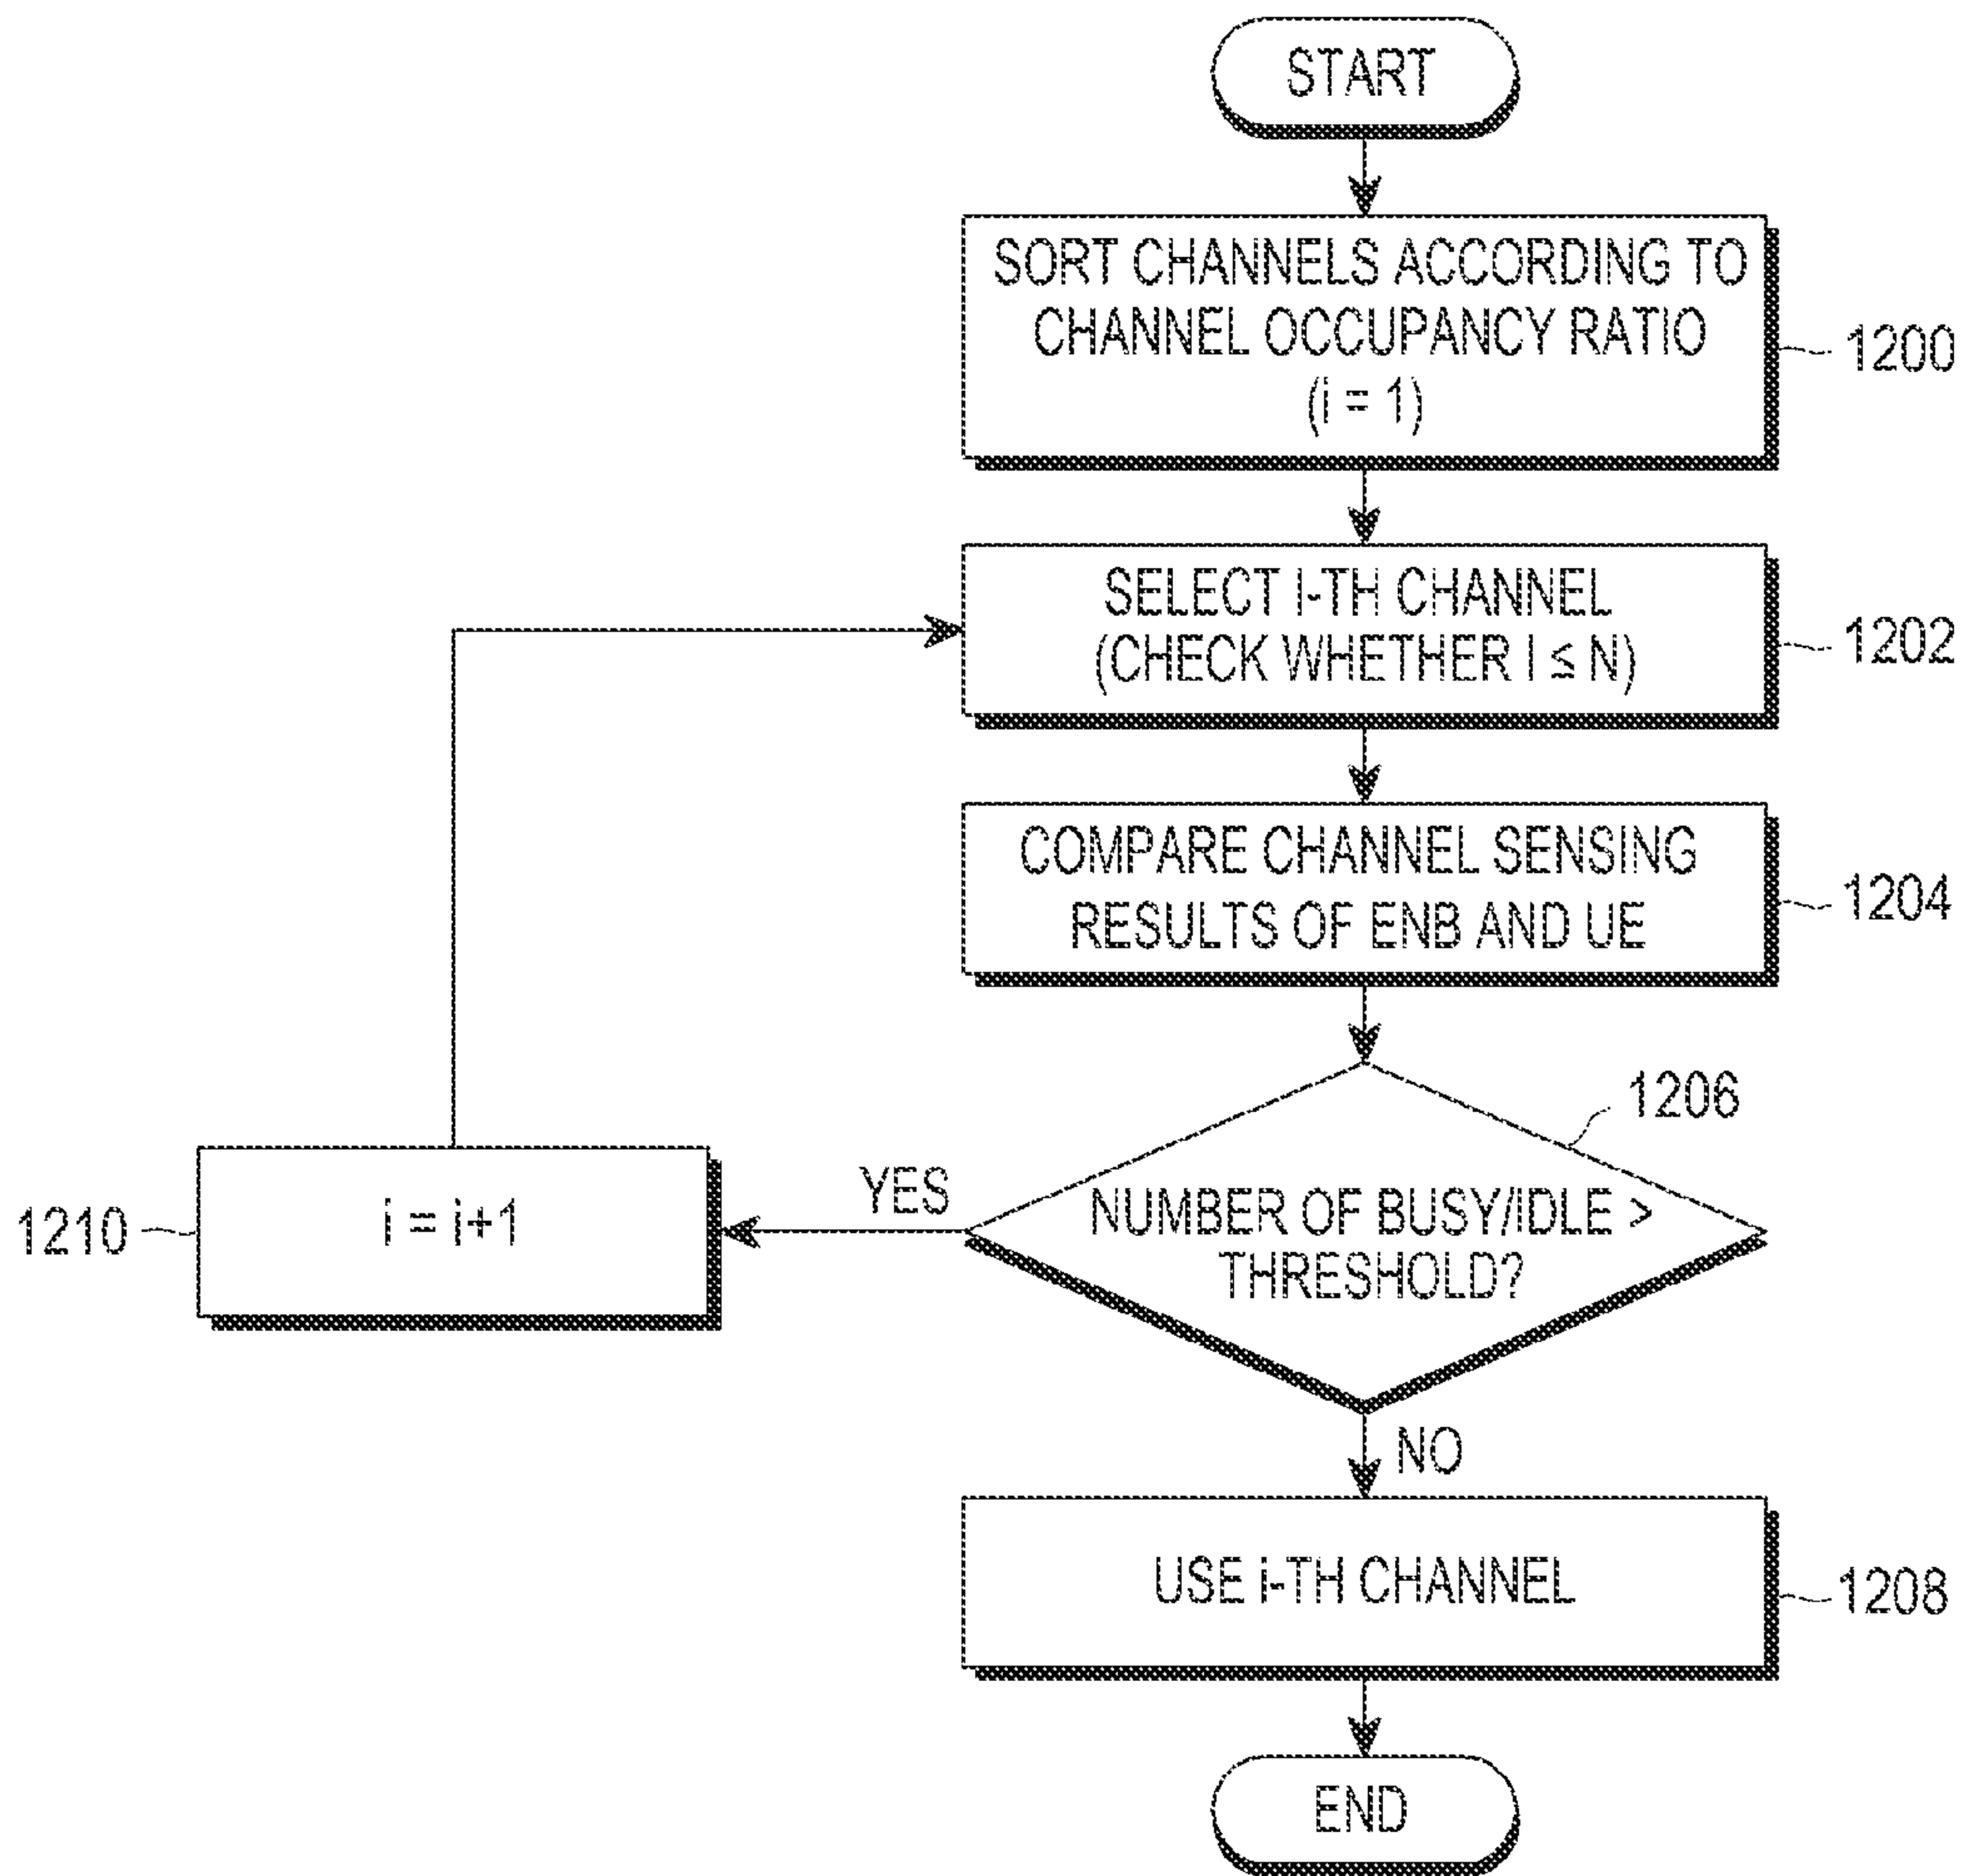 START
SORT CHANNELS ACCORDING TO
CHANNEL OCCUPANCY RATIO
(i = 1)
1200
SELECT I-TH CHANNEL
(CHECK WHETHER I ≤ N)
1202
COMPARE CHANNEL SENSING
RESULTS OF ENB AND UE
1204
1206
NUMBER OF BUSY/IDLE >
THRESHOLD?
YES
i = i+1
1210
NO
USE i-TH CHANNEL
1208
END